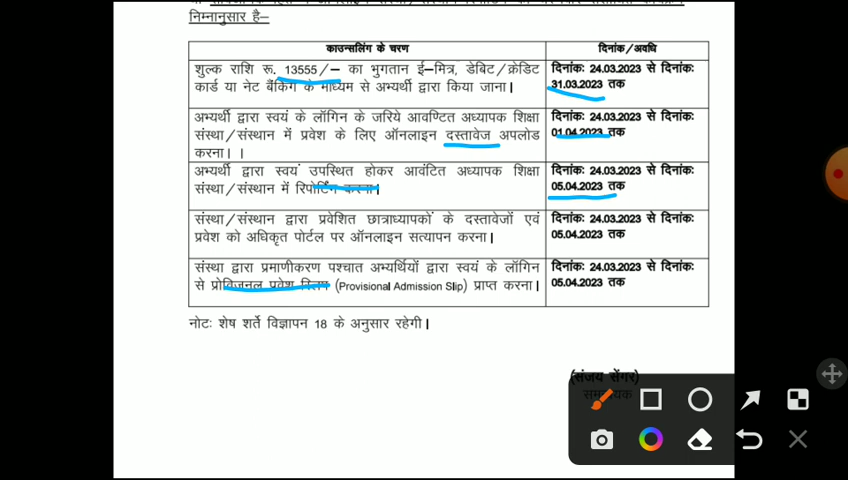 निम्नानुसार है–
काउन्सलिंग के चरण
दिनांक/अवधि
शुल्क राशि रू. 13555/– का भुगतान ई–मित्र, डेबिट/क्रेडिट
कार्ड या नेट बैंकिंग के माध्यम से अभ्यर्थी द्वारा किया जाना।
दिनांकः 24.03.2023 से दिनांकः
31.03.2023 तक
अभ्यर्थी द्वारा स्वयं के लॉगिन के जरिये आवण्टित अध्यापक शिक्षा
संस्था/संस्थान में प्रवेश के लिए ऑनलाइन दस्तावेज अपलोड
करना। ।
दिनांकः 24.03.2023 से दिनांकः
01.04.2023 तक
अभ्यर्थी द्वारा स्वयं उपस्थित होकर आवंटित अध्यापक शिक्षा
संस्था/संस्थान में रिपोर्टिंग करना।
दिनांकः 24.03.2023 से दिनांकः
05.04.2023 तक
संस्था/संस्थान द्वारा प्रवेशित छात्राध्यापकों के दस्तावेजों एवं
प्रवेश को अधिकृत पोर्टल पर ऑनलाइन सत्यापन करना।
दिनांकः 24.03.2023 से दिनांकः
05.04.2023 तक
संस्था द्वारा प्रमाणीकरण पश्चात अभ्यर्थियों द्वारा स्वयं के लॉगिन
से प्रोविजनल प्रवेश स्लिप (Provisional Admission Slip) प्राप्त करना।
दिनांकः 24.03.2023 से दिनांकः
05.04.2023 तक
नोटः शेष शर्ते विज्ञापन 18 के अनुसार रहेगी।
(संजय सेंगर)